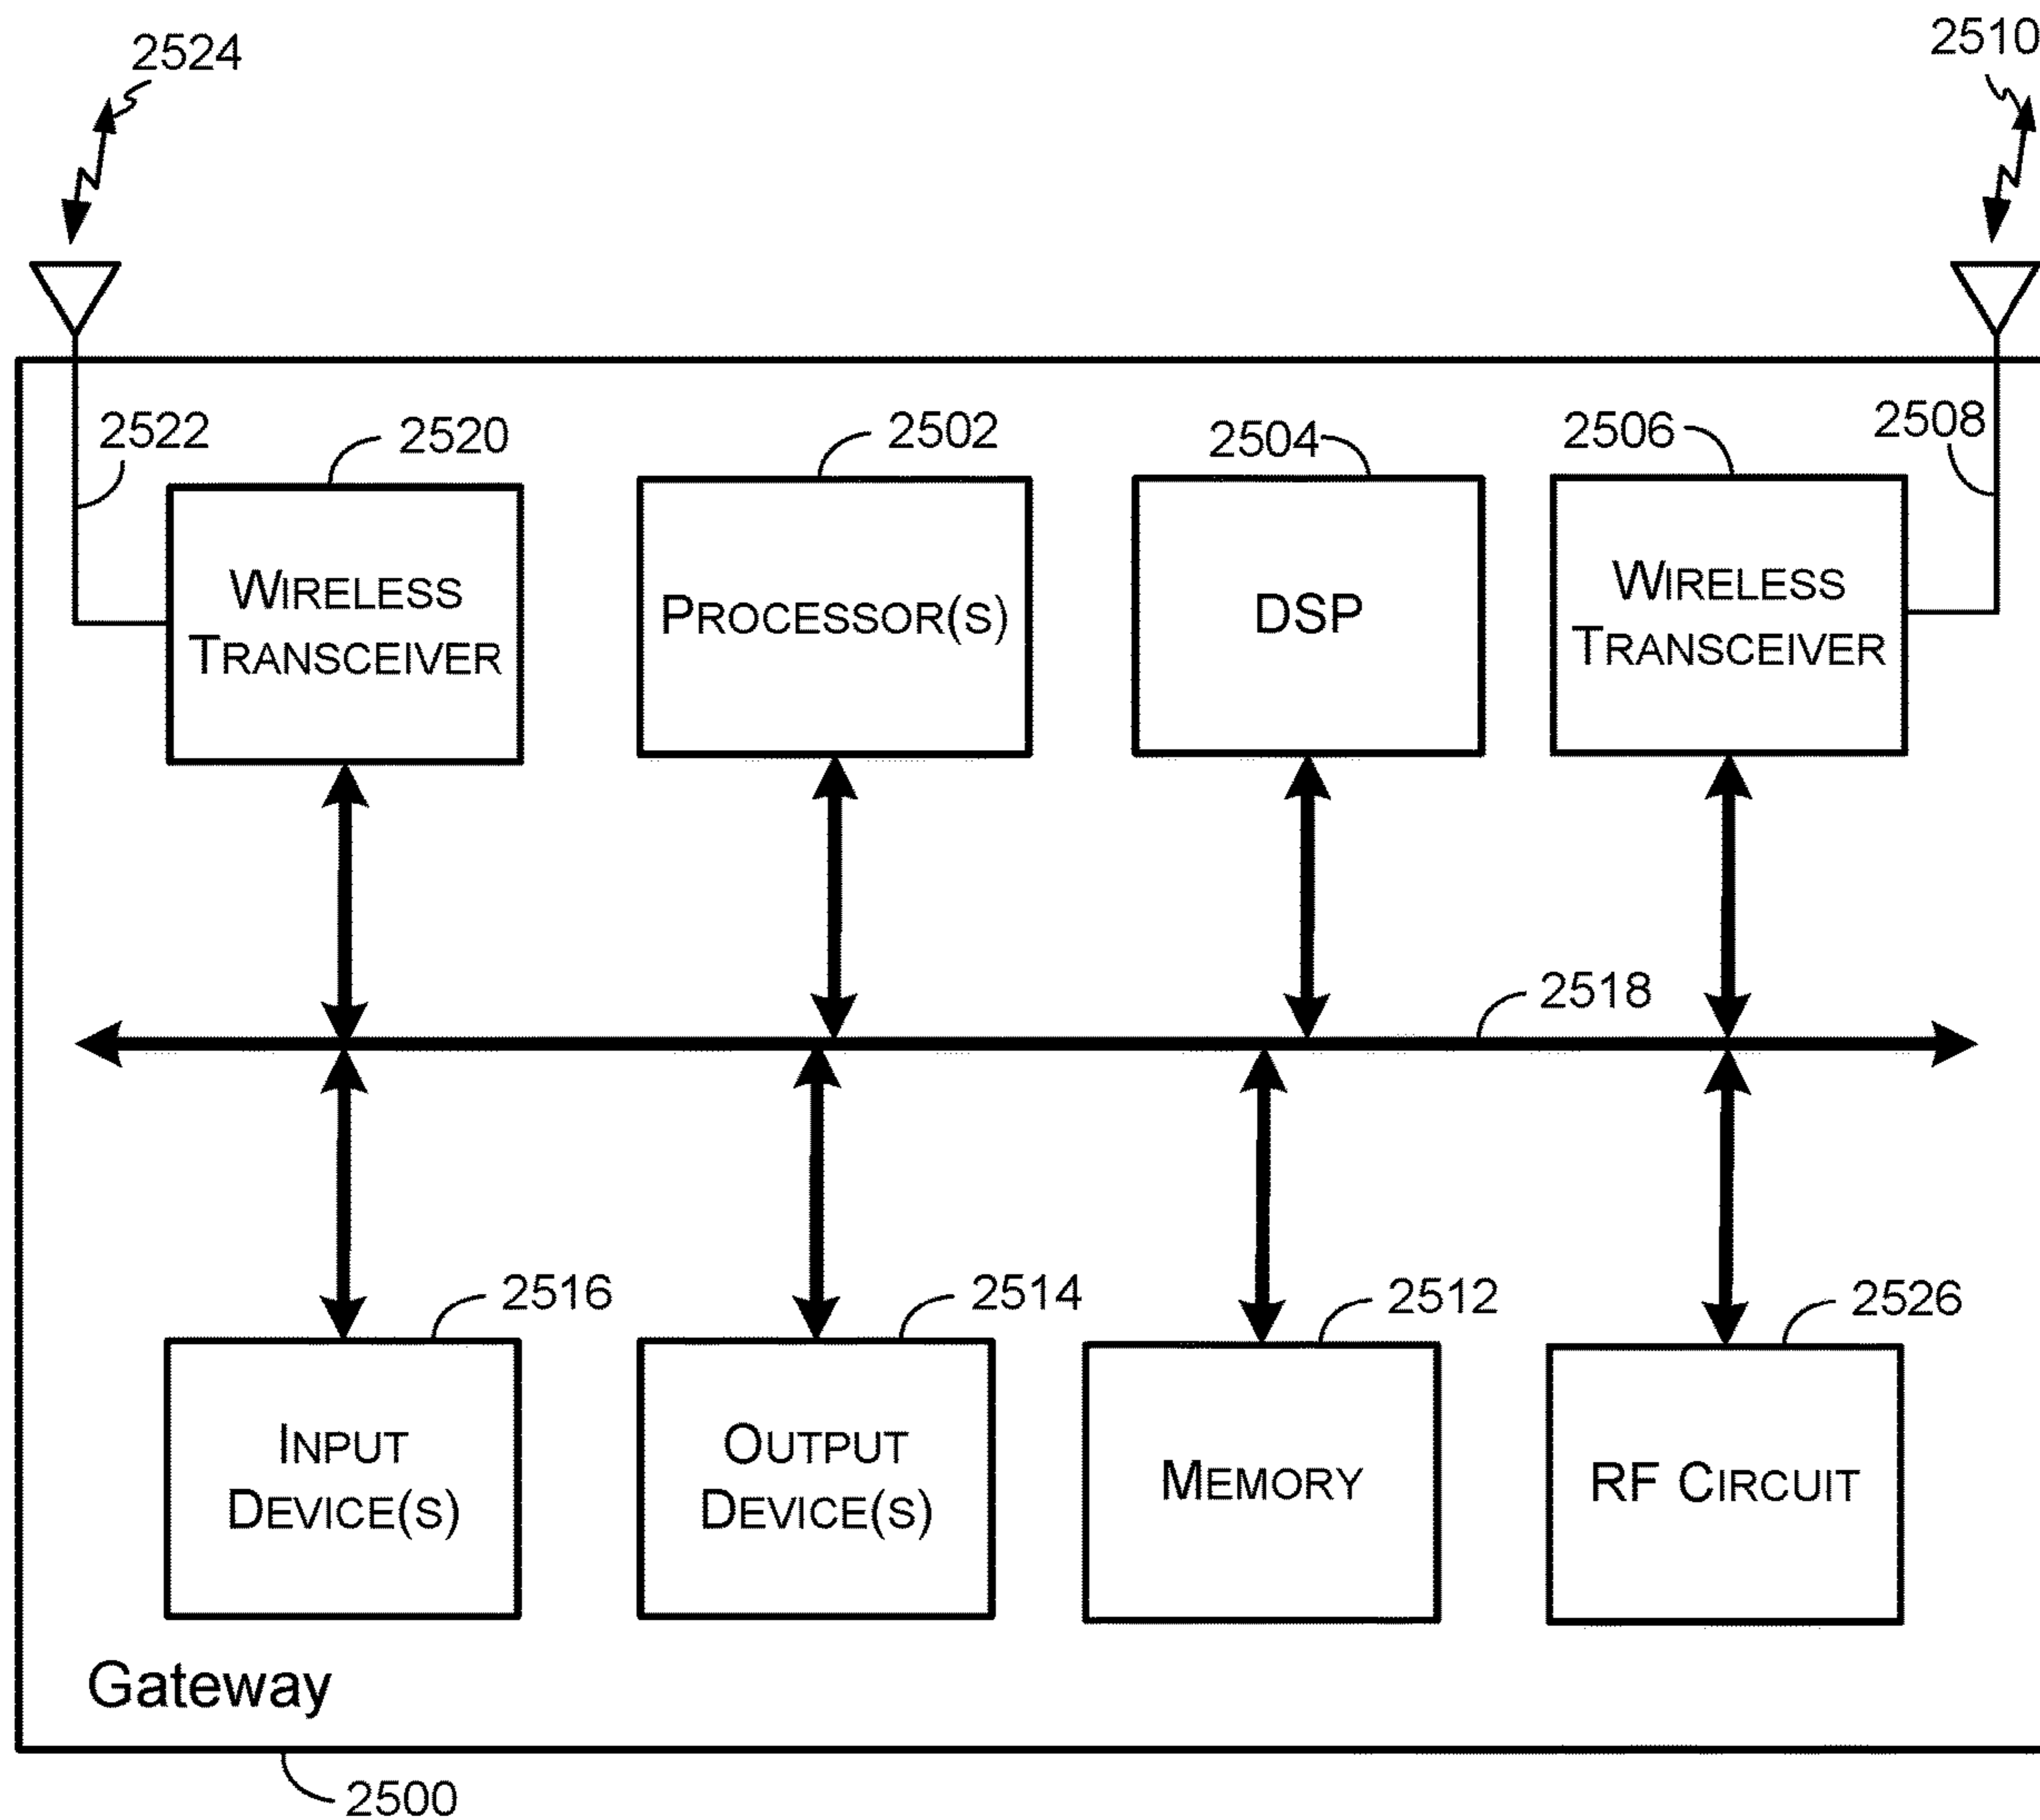 2524
2510
2522
2520
2502
2504
2506
2508
WIRELESS
TRANSCEIVER
PROCESSOR(S)
DSP
WIRELESS
TRANSCEIVER
2518
2516
2514
2512
2526
INPUT
DEVICE(S)
OUTPUT
DEVICE(S)
MEMORY
RF CIRCUIT
Gateway
2500